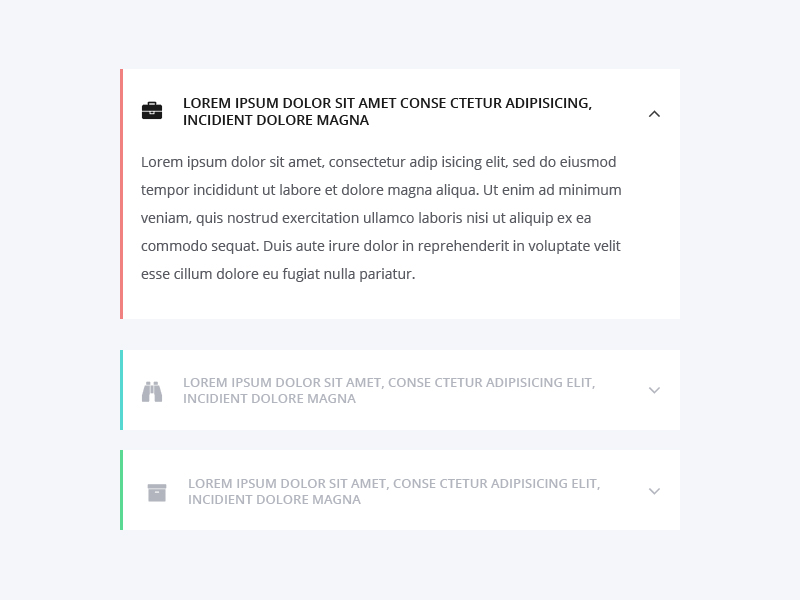 LOREM IPSUM DOLOR SIT AMET CONSE CTETUR ADIPISICING,
INCIDIENT DOLORE MAGNA
Lorem ipsum dolor sit amet, consectetur adip isicing elit, sed do eiusmod
tempor incididunt ut labore et dolore magna aliqua. Ut enim ad minimum
veniam, quis nostrud exercitation ullamco laboris nisi ut aliquip ex ea
commodo sequat. Duis aute irure dolor in reprehenderit in voluptate velit
esse cillum dolore eu fugiat nulla pariatur.
LOREM IPSUM DOLOR SIT AMET, CONSE CTETUR ADIPISICING ELIT,
INCIDIENT DOLORE MAGNA
LOREM IPSUM DOLOR SIT AMET, CONSE CTETUR ADIPISICING ELIT,
INCIDIENT DOLORE MAGNA